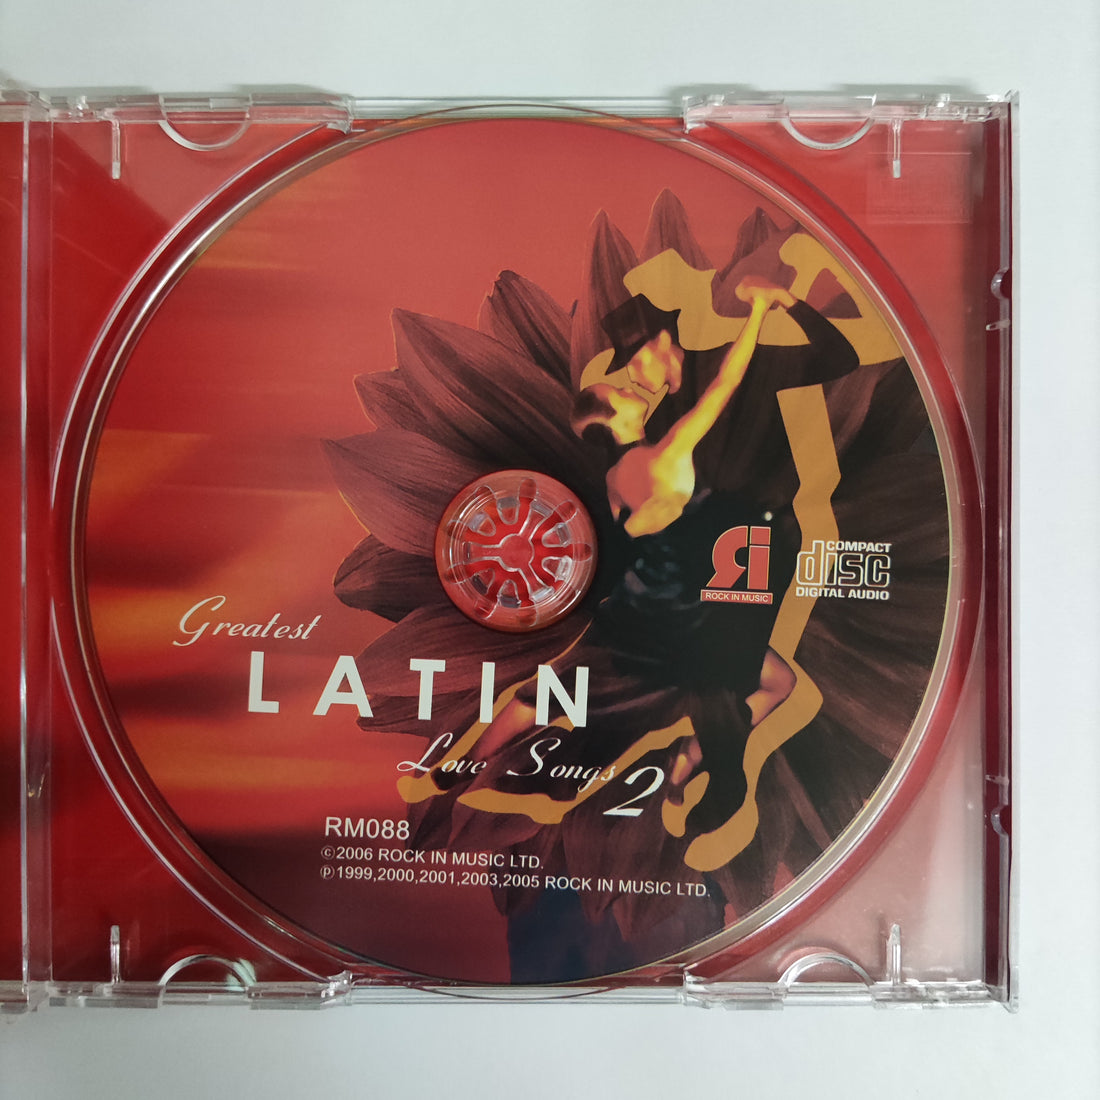 Greatest
LATIN
Love Songs 2
RI
ROCK IN MUSIC
COMPACT
disc
DIGITAL AUDIO
RM088
©2006 ROCK IN MUSIC LTD.
℗1999,2000,2001,2003,2005 ROCK IN MUSIC LTD.